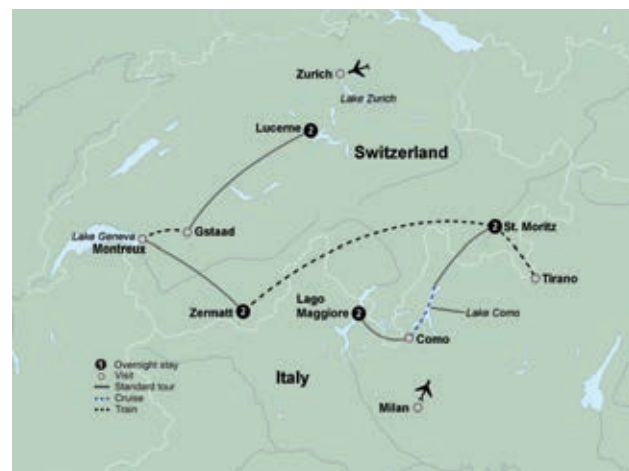 Zurich
Lake Zurich
Lucerne
2
Switzerland
Lake Geneva
Montreux
Gstaad
2
St. Moritz
Tirano
Zermatt
2
Lago
Maggiore
2
Lake Como
Como
Italy
Milan
1 Overnight stay
Visit
Standard tour
Cruise
Train